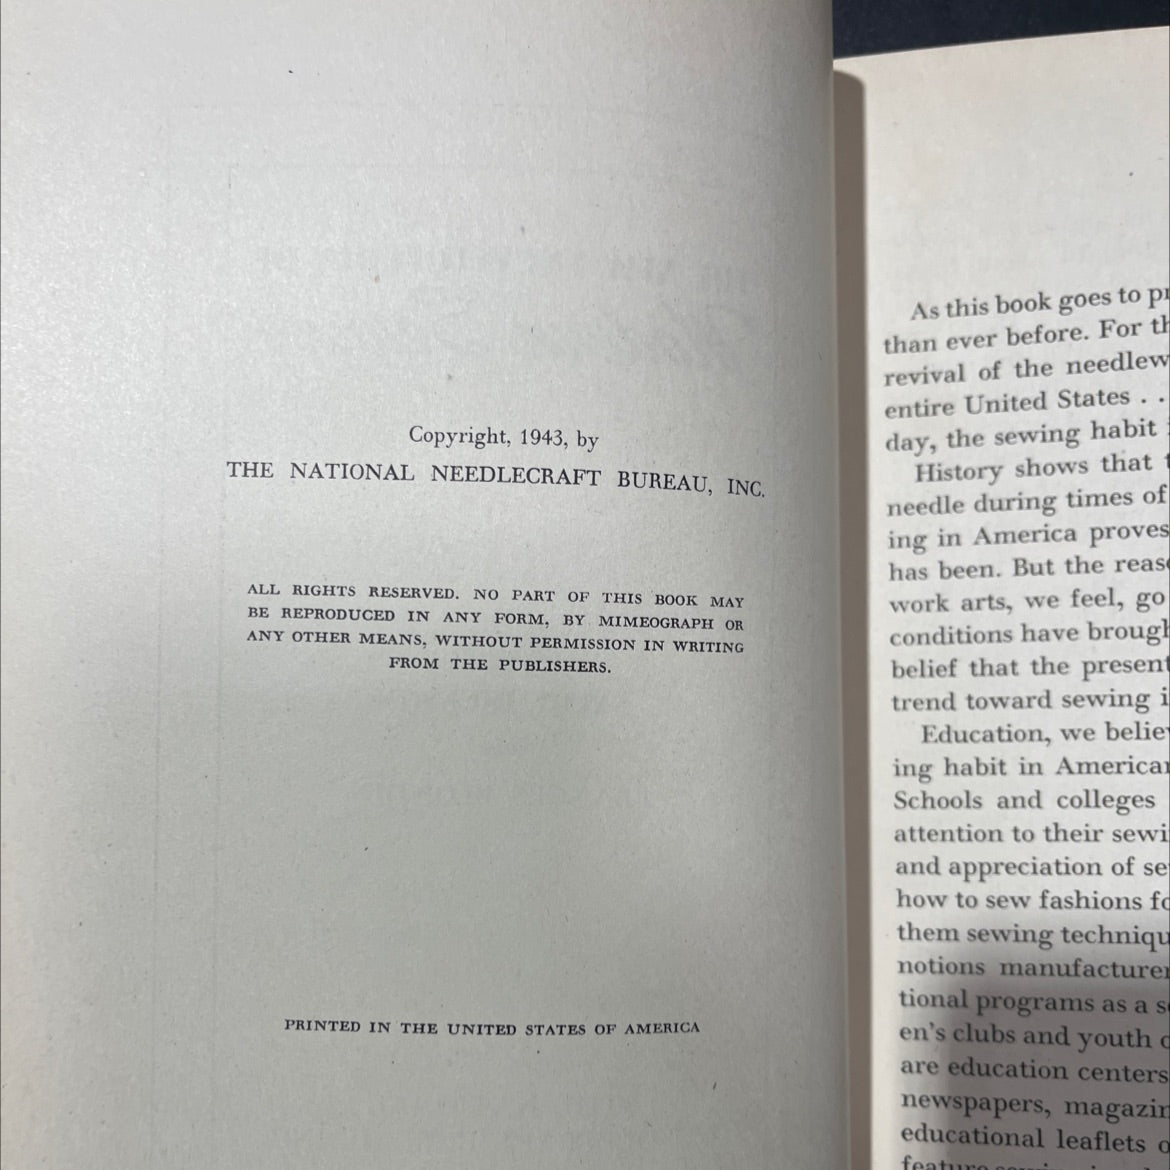 Copyright, 1943, by
THE NATIONAL NEEDLECRAFT BUREAU, INC.
ALL RIGHTS RESERVED. NO PART OF THIS BOOK MAY
BE REPRODUCED IN ANY FORM, BY MIMEOGRAPH OR
ANY OTHER MEANS, WITHOUT PERMISSION IN WRITING
FROM THE PUBLISHERS.
PRINTED IN THE UNITED STATES OF AMERICA
As this book goes to
than ever before. For
revival of the
entire United States . .
day, the sewing habit
History shows that
needle during times of
ing in America proves
has been. But the
work arts, we feel, go
conditions have
belief that the present
trend toward sewing
Education, we
ing habit in
Schools and colleges
attention to their
and appreciation of
how to sew fashions
them sewing
notions
tional programs as a
en's clubs and youth
are education centers
newspapers,
educational leaflets